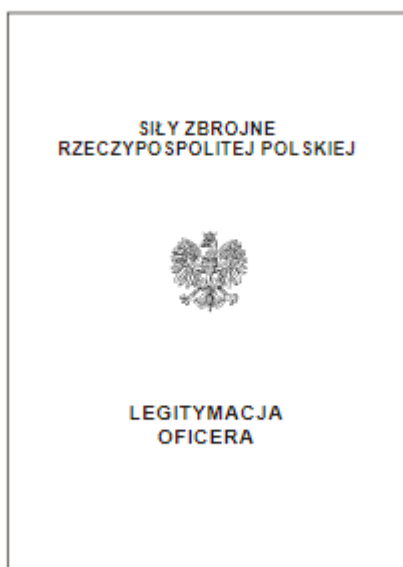 SIŁY ZBROJNE
RZECZYPOSPOLITEJ POLSKIEJ
LEGITYMACJA
OFICERA